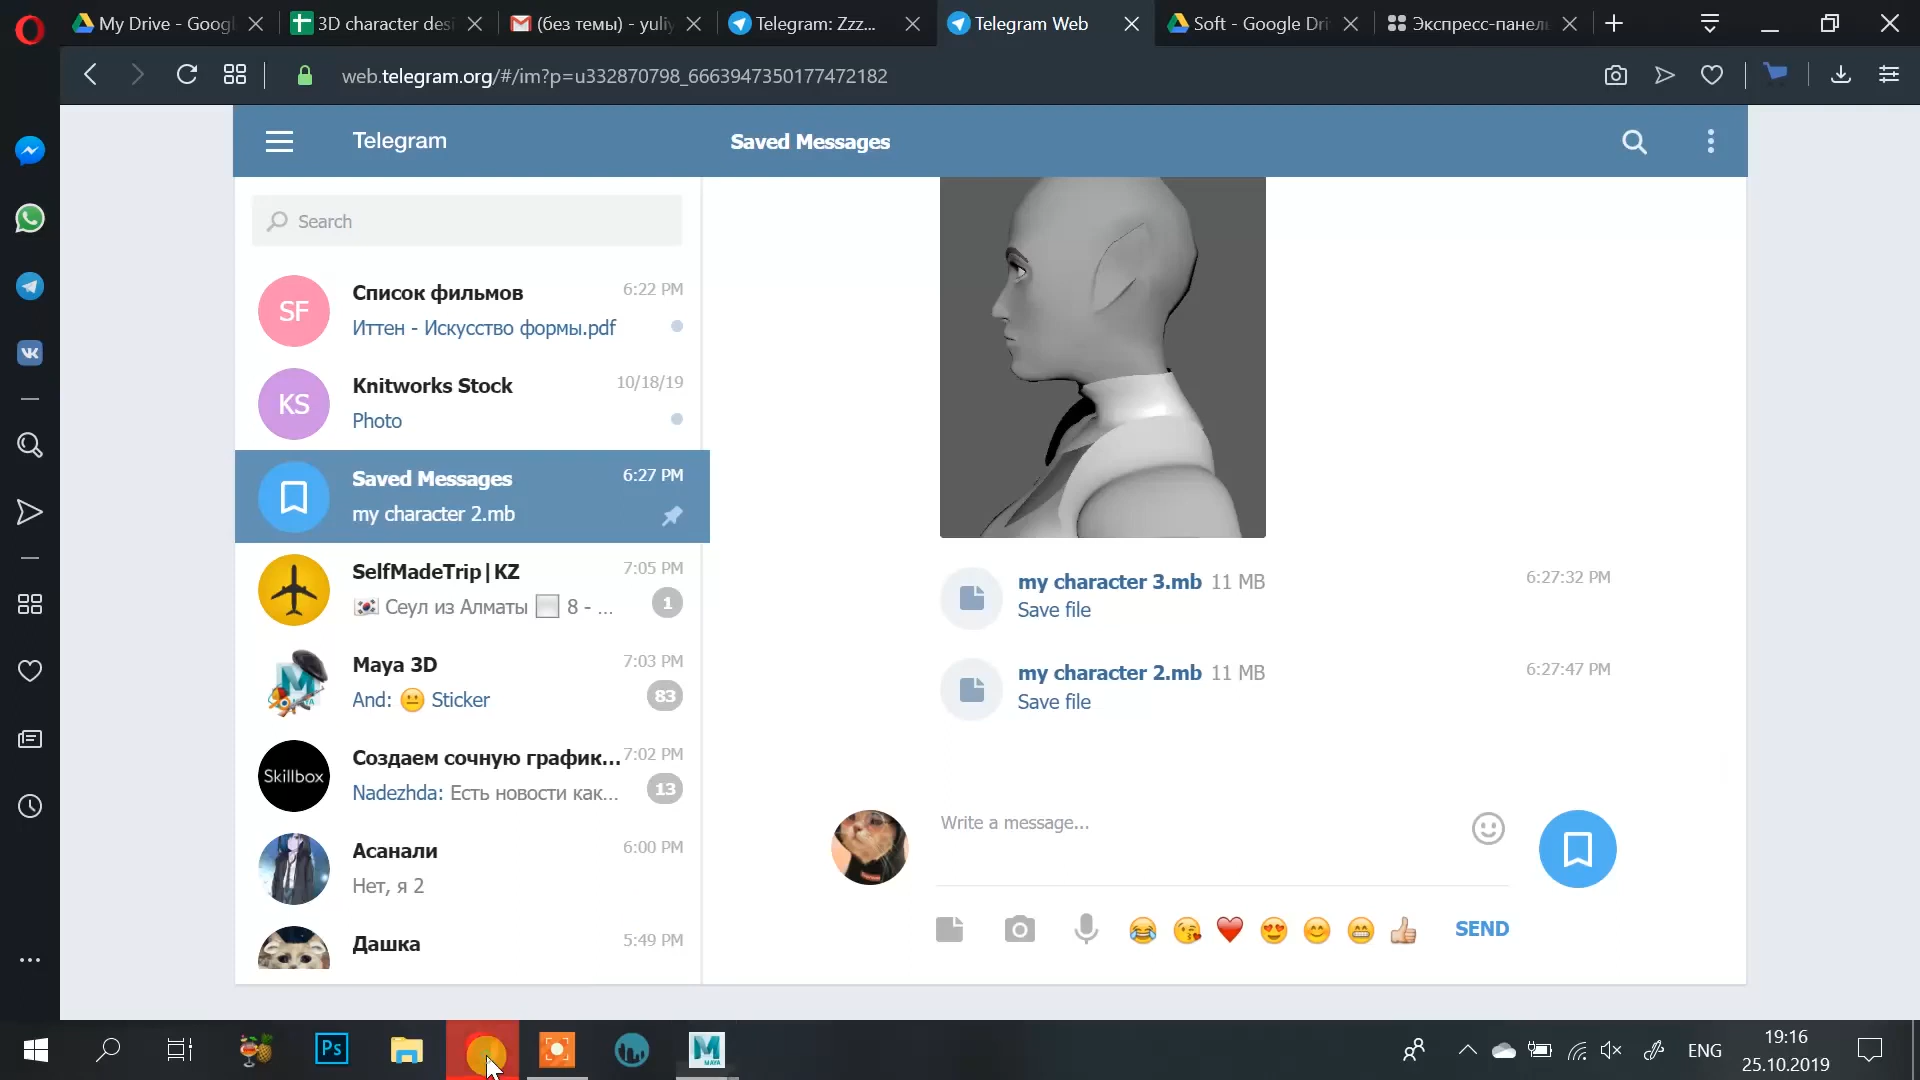 My Drive - Googl
3D character desi
(без темы) - yuliy
Telegram: Zzz...
Telegram Web
Soft - Google Dri
Экспресс-панель
web.telegram.org/#/im?p=u332870798_6663947350177472182
Telegram
Saved Messages
Search
SF
Список фильмов
6:22 PM
Иттен - Искусство формы.pdf
KS
Knitworks Stock
10/18/19
Photo
Saved Messages
6:27 PM
my character 2.mb
SelfMadeTrip|KZ
7:05 PM
🇰🇷 Сеул из Алматы 8 - ...
1
Maya 3D
7:03 PM
And: 😐 Sticker
83
Skillbox
Создаем сочную график...
7:02 PM
Nadezhda: Есть новости как...
13
Асанали
6:00 PM
Нет, я 2
Дашка
5:49 PM
my character 3.mb 11 MB
6:27:32 PM
Save file
my character 2.mb 11 MB
6:27:47 PM
Save file
Write a message...
😂 😘 ❤️ 😍 😊 😁 👍 SEND
Ps
M
MAYA
ENG
19:16
25.10.2019